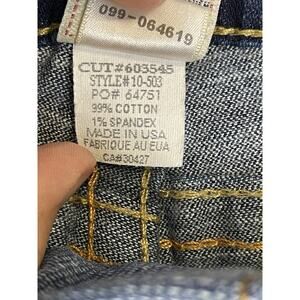 099-064619
CUT#603545
STYLE#10-503
PO# 64751
99% COTTON
1% SPANDEX
MADE IN USA
FABRIQUE AU EUA
CA#30427